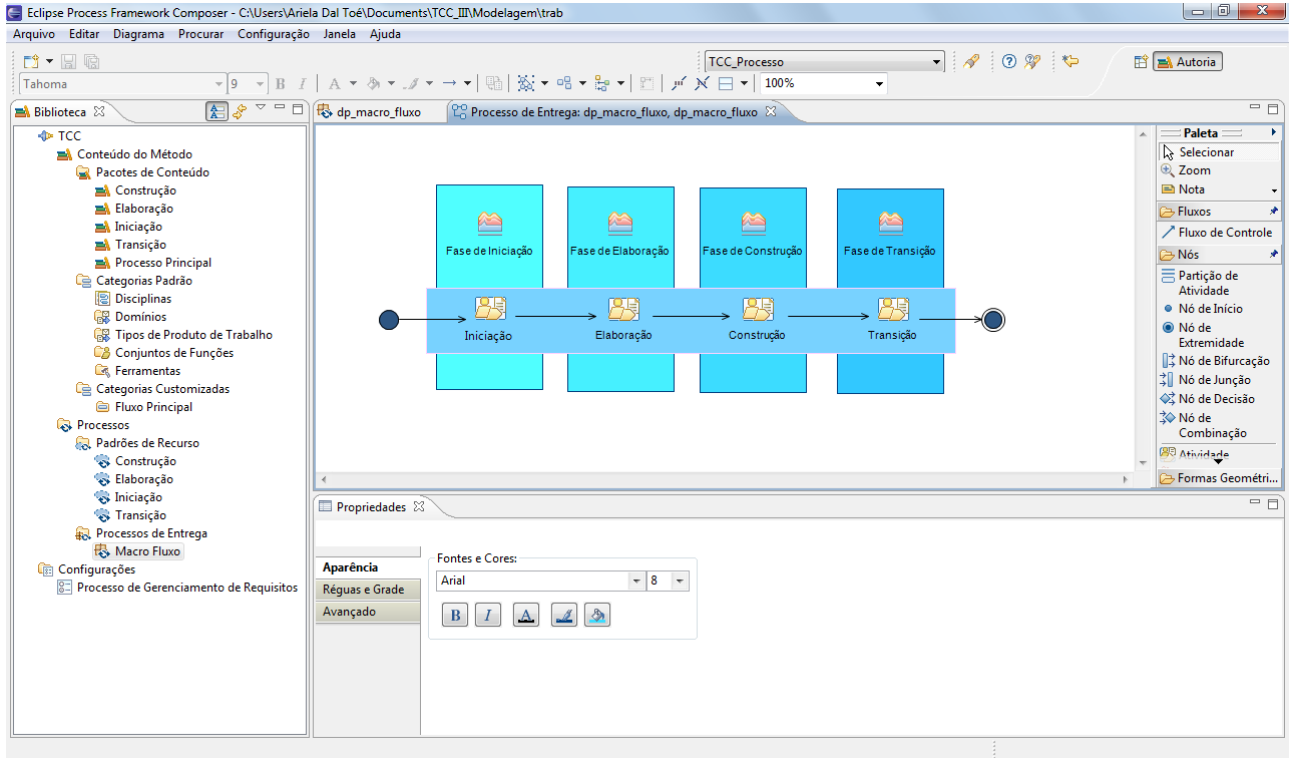 Eclipse Process Framework Composer - C:\Users\Ariela Dal Toé\Documents\TCC_III\Modelagem\trab
Arquivo Editar Diagrama Procurar Configuração Janela Ajuda
TCC_Processo
Autoria
Tahoma 9 B I A 100%
Biblioteca
TCC
Conteúdo do Método
Pacotes de Conteúdo
Construção
Elaboração
Iniciação
Transição
Processo Principal
Categorias Padrão
Disciplinas
Domínios
Tipos de Produto de Trabalho
Conjuntos de Funções
Ferramentas
Categorias Customizadas
Fluxo Principal
Processos
Padrões de Recurso
Construção
Elaboração
Iniciação
Transição
Processos de Entrega
Macro Fluxo
Configurações
Processo de Gerenciamento de Requisitos
dp_macro_fluxo
Processo de Entrega: dp_macro_fluxo, dp_macro_fluxo
Fase de Iniciação Fase de Elaboração Fase de Construção Fase de Transição
Iniciação Elaboração Construção Transição
Paleta
Selecionar
Zoom
Nota
Fluxos
Fluxo de Controle
Nós
Partição de
Atividade
Nó de Início
Nó de
Extremidade
Nó de Bifurcação
Nó de Junção
Nó de Decisão
Nó de
Combinação
Atividade
Formas Geométri...
Propriedades
Aparência
Réguas e Grade
Avançado
Fontes e Cores:
Arial 8
B I A